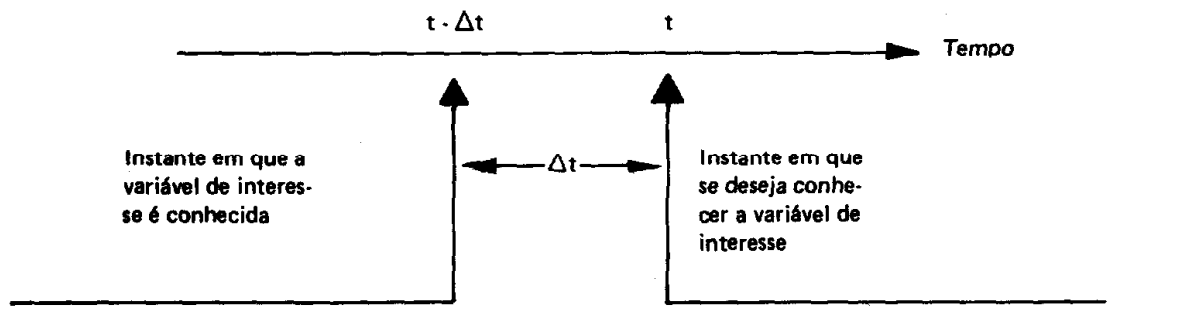 t - Δt
t
Tempo
Instante em que a
variável de interes-
se é conhecida
Δt
Instante em que
se deseja conhe-
cer a variável de
interesse